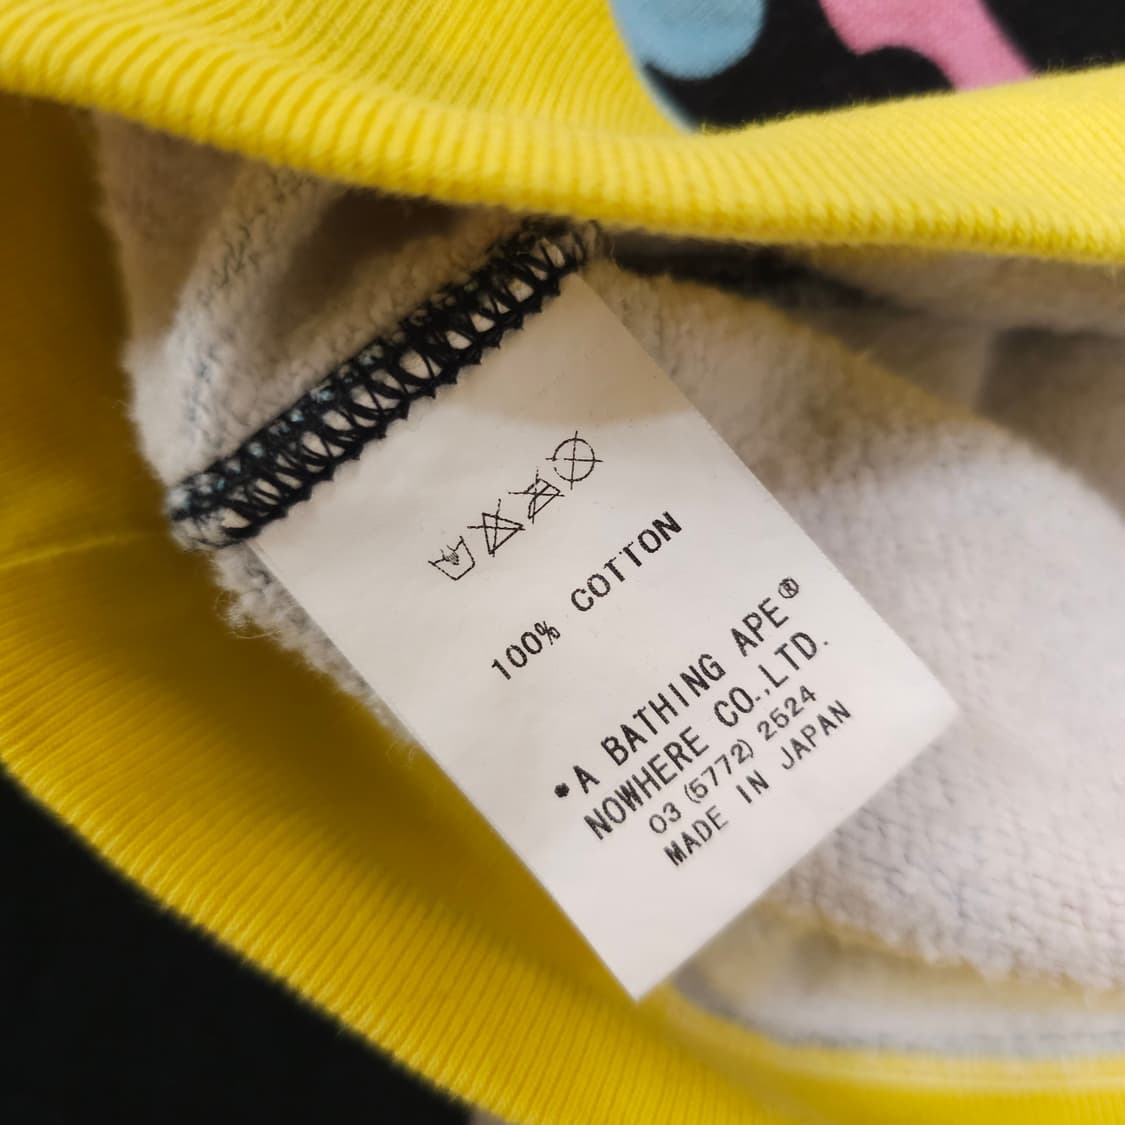 100% COTTON
•A BATHING APE®
NOWHERE CO.,LTD.
03 (5772) 2524
MADE IN JAPAN